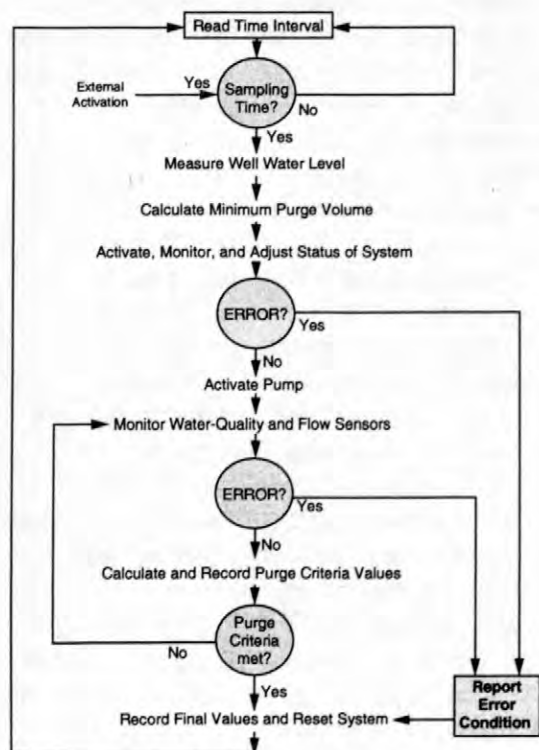 Read Time Interval
External
Activation
Yes
Sampling
Time?
No
Yes
Measure Well Water Level
Calculate Minimum Purge Volume
Activate, Monitor, and Adjust Status of System
ERROR?
Yes
No
Activate Pump
Monitor Water-Quality and Flow Sensors
ERROR?
Yes
No
Calculate and Record Purge Criteria Values
Purge
Criteria
met?
No
Yes
Report
Error
Condition
Record Final Values and Reset System